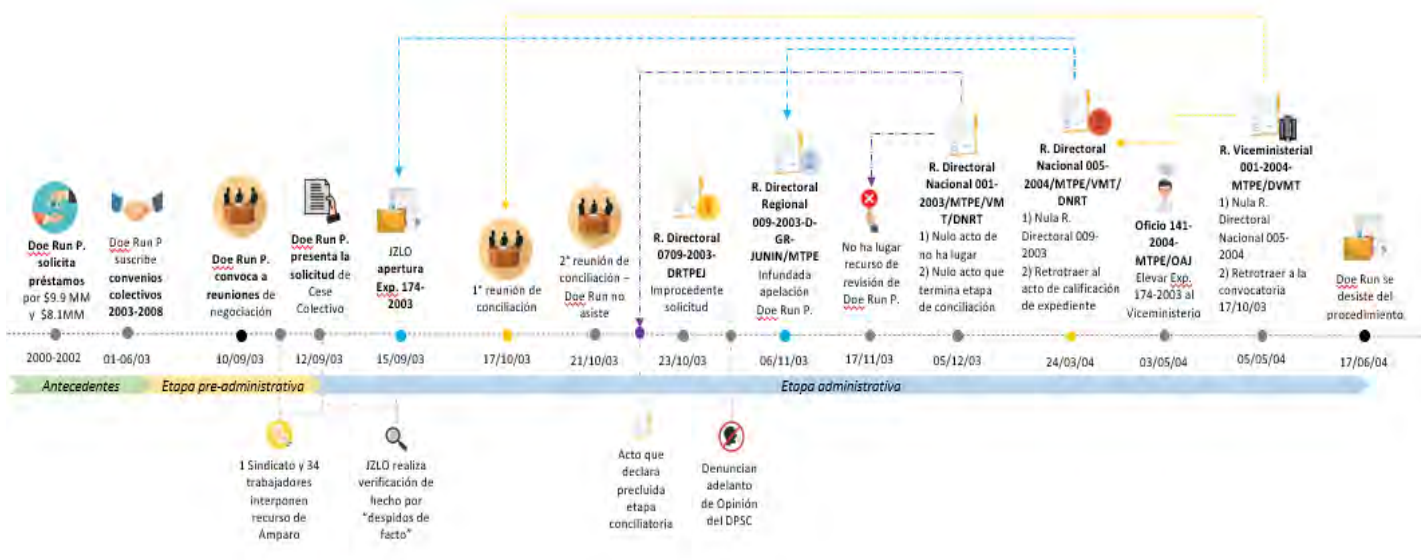 Doe Run P.
solicita
préstamos
por $9.9 MM
y $8.1MM
2000-2002
Doe Run P
suscribe
convenios
colectivos
2003-2008
01-06/03
Doe Run P.
convoca a
reuniones de
negociación
10/09/03
Doe Run P.
presenta la
solicitud de
Cese
Colectivo
12/09/03
JZLO
apertura
Exp. 174-
2003
15/09/03
1° reunión de
conciliación
17/10/03
2° reunión de
conciliación –
Doe Run no
asiste
21/10/03
R. Directoral
0709-2003-
DRTPEJ
Improcedente
solicitud
23/10/03
R. Directoral
Regional
009-2003-D-
GR-
JUNIN/MTPE
Infundada
apelación
Doe Run P.
06/11/03
No ha lugar
recurso de
revisión de
Doe Run P.
17/11/03
R. Directoral
Nacional 001-
2003/MTPE/VM
T/DNRT
1) Nulo acto de
no ha lugar
2) Nulo acto que
termina etapa
de conciliación
05/12/03
R. Directoral
Nacional 005-
2004/MTPE/VMT/
DNRT
1) Nula R.
Directoral 009-
2003
2) Retrotraer al
acto de calificación
de expediente
24/03/04
Oficio 141-
2004-
MTPE/OAJ
Elevar Exp.
174-2003 al
Viceministerio
03/05/04
R. Viceministerial
001-2004-
MTPE/DVMT
1) Nula R.
Directoral
Nacional 005-
2004
2) Retrotraer a la
convocatoria
17/10/03
05/05/04
Doe Run se
desiste del
procedimiento
17/06/04
Antecedentes
Etapa pre-administrativa
Etapa administrativa
1 Sindicato y 34
trabajadores
interponen
recurso de
Amparo
JZLO realiza
verificación de
hecho por
"despidos de
facto"
Acto que
declara
precluida
etapa
conciliatoria
Denuncian
adelanto
de Opinión
del DPSC